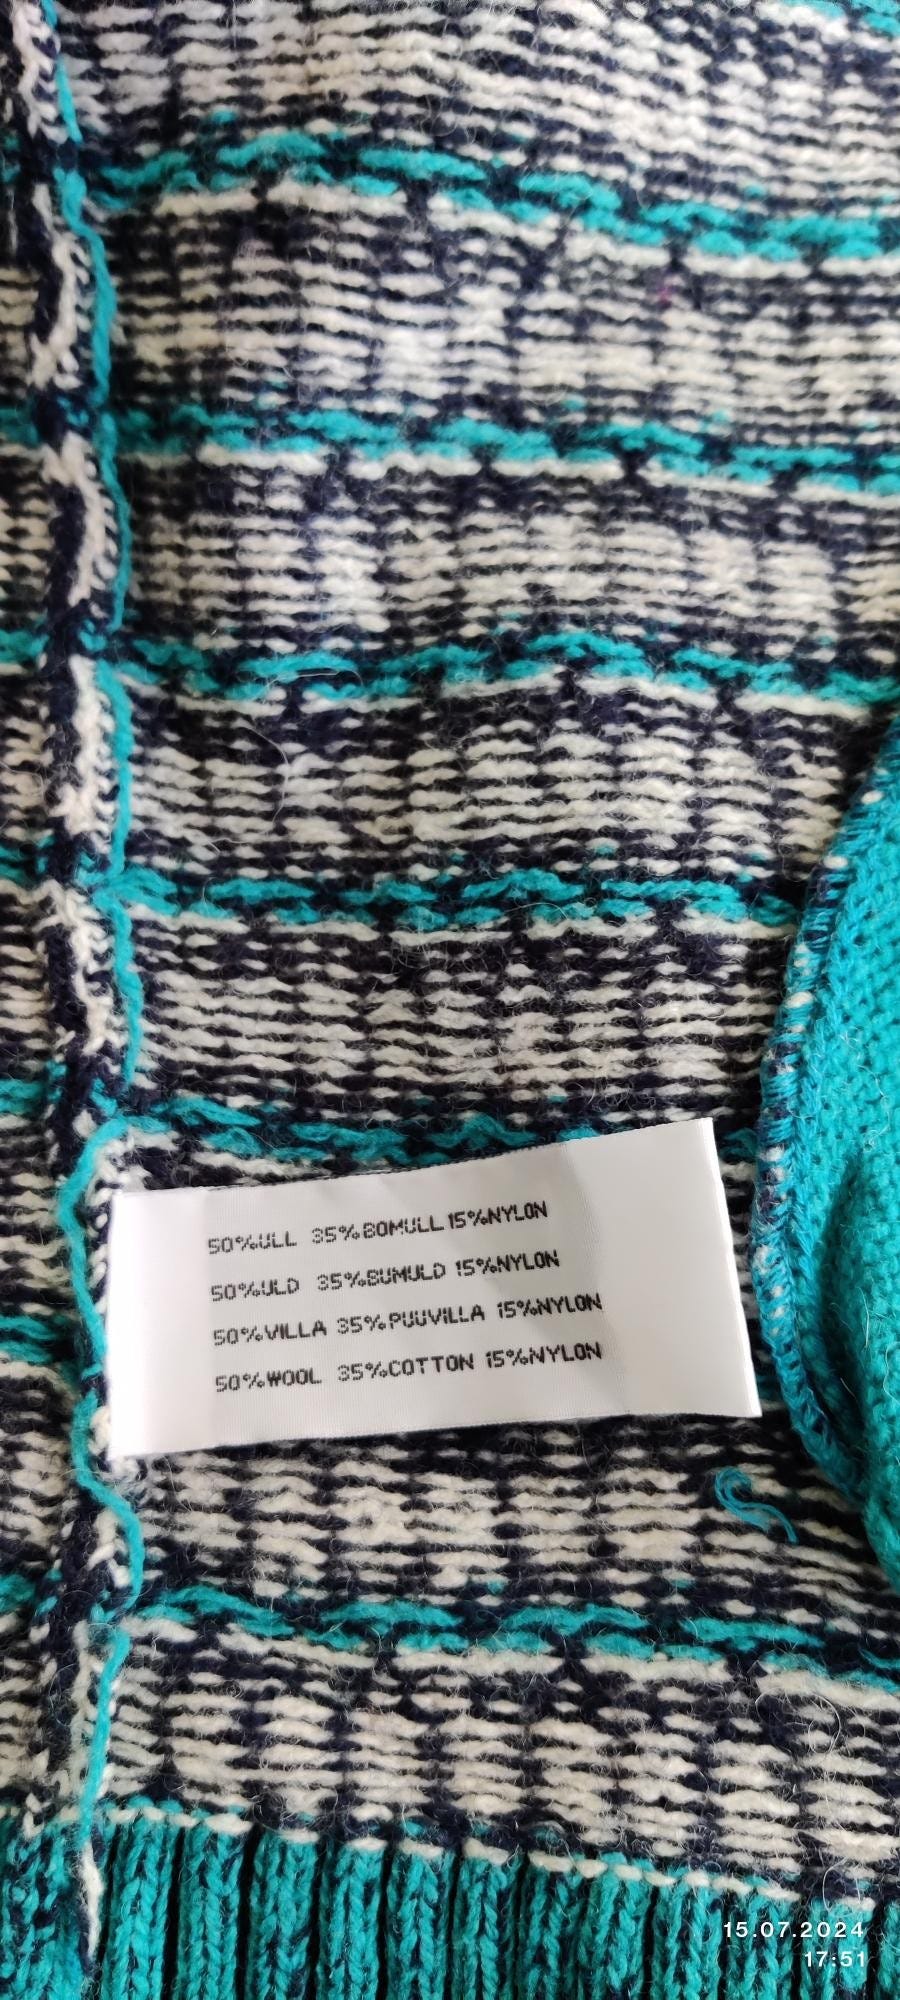 50%ULL 35%BOMULL 15%NYLON
50%ULD 35%BUMULD 15%NYLON
50%VILLA 35%PUUVILLA 15%NYLON
50%WOOL 35%COTTON 15%NYLON
15.07.2024
17:51